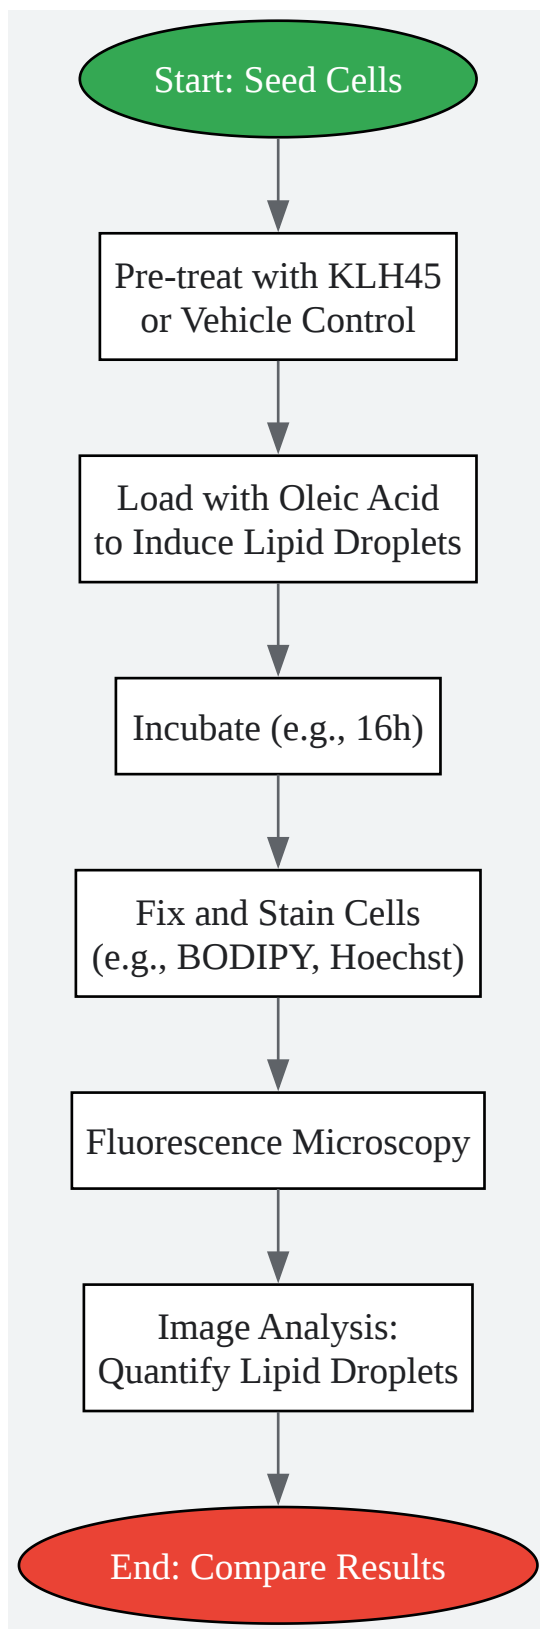 Start: Seed Cells
Pre-treat with KLH45
or Vehicle Control
Load with Oleic Acid
to Induce Lipid Droplets
Incubate (e.g., 16h)
Fix and Stain Cells
(e.g., BODIPY, Hoechst)
Fluorescence Microscopy
Image Analysis:
Quantify Lipid Droplets
End: Compare Results